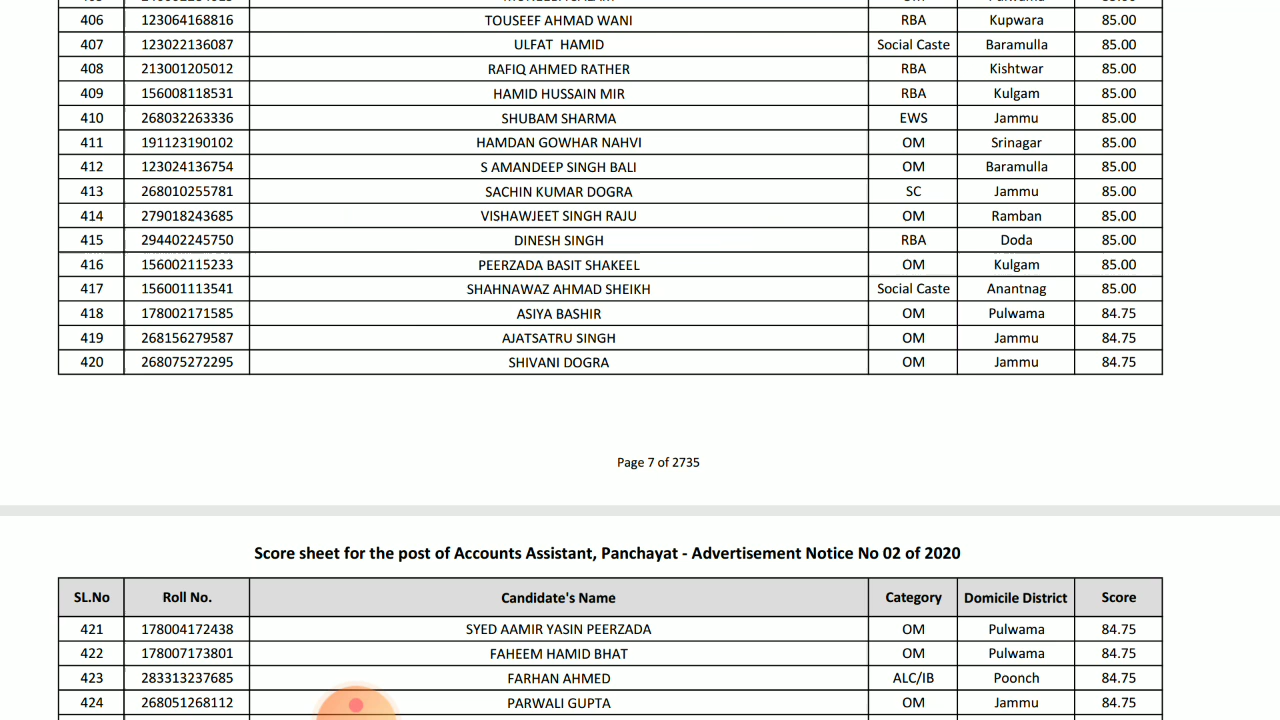 406 123064168816 TOUSEEF AHMAD WANI RBA Kupwara 85.00
407 123022136087 ULFAT HAMID Social Caste Baramulla 85.00
408 213001205012 RAFIQ AHMED RATHER RBA Kishtwar 85.00
409 156008118531 HAMID HUSSAIN MIR RBA Kulgam 85.00
410 268032263336 SHUBAM SHARMA EWS Jammu 85.00
411 191123190102 HAMDAN GOWHAR NAHVI OM Srinagar 85.00
412 123024136754 S AMANDEEP SINGH BALI OM Baramulla 85.00
413 268010255781 SACHIN KUMAR DOGRA SC Jammu 85.00
414 279018243685 VISHAWJEET SINGH RAJU OM Ramban 85.00
415 294402245750 DINESH SINGH RBA Doda 85.00
416 156002115233 PEERZADA BASIT SHAKEEL OM Kulgam 85.00
417 156001113541 SHAHNAWAZ AHMAD SHEIKH Social Caste Anantnag 85.00
418 178002171585 ASIYA BASHIR OM Pulwama 84.75
419 268156279587 AJATSATRU SINGH OM Jammu 84.75
420 268075272295 SHIVANI DOGRA OM Jammu 84.75
Page 7 of 2735
Score sheet for the post of Accounts Assistant, Panchayat - Advertisement Notice No 02 of 2020
SL.No Roll No. Candidate's Name Category Domicile District Score
421 178004172438 SYED AAMIR YASIN PEERZADA OM Pulwama 84.75
422 178007173801 FAHEEM HAMID BHAT OM Pulwama 84.75
423 283313237685 FARHAN AHMED ALC/IB Poonch 84.75
424 268051268112 PARWALI GUPTA OM Jammu 84.75